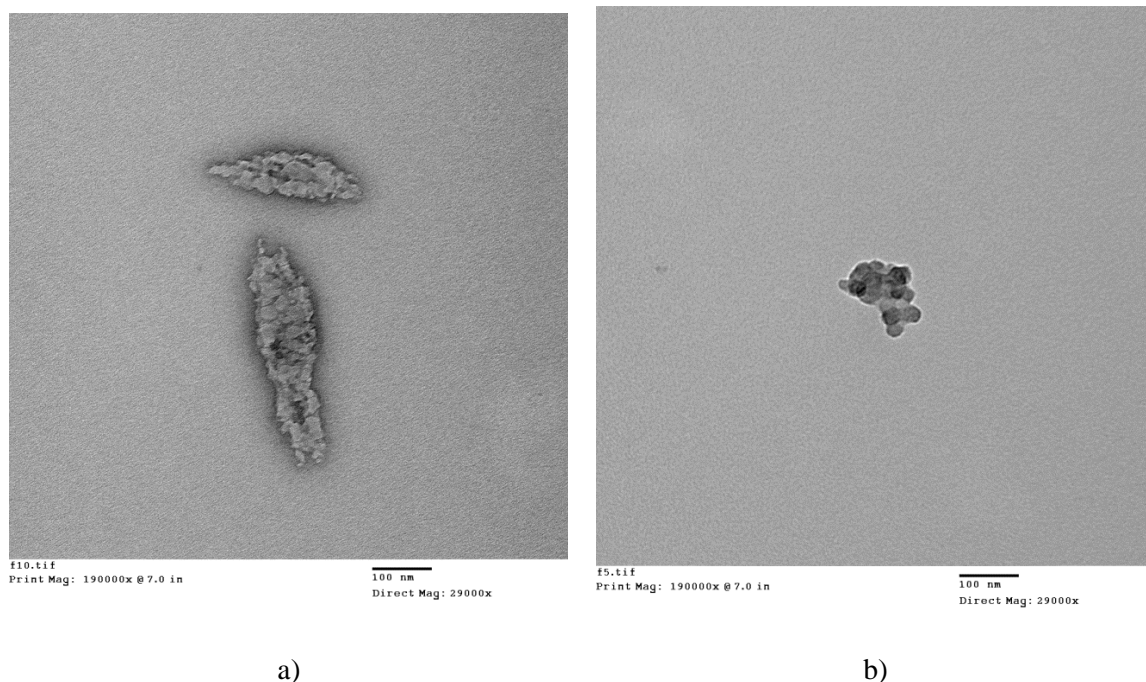 f10.tif
Print Mag: 190000x @ 7.0 in
100 nm
Direct Mag: 29000x
f5.tif
Print Mag: 190000x @ 7.0 in
100 nm
Direct Mag: 29000x
a)
b)